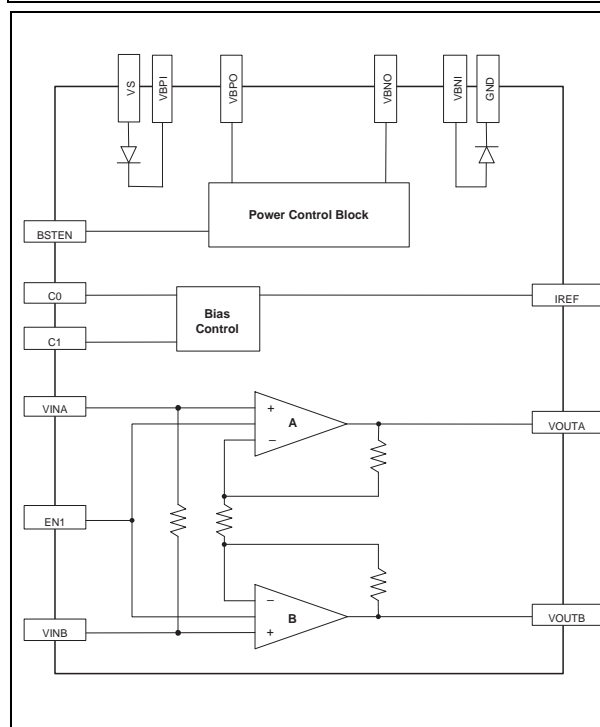 VS
VBPI
VBPO
VBNO
VBNI
GND
Power Control Block
BSTEN
C0
Bias
Control
IREF
C1
VINA
+
A
–
VOUTA
EN1
–
B
+
VINB
VOUTB